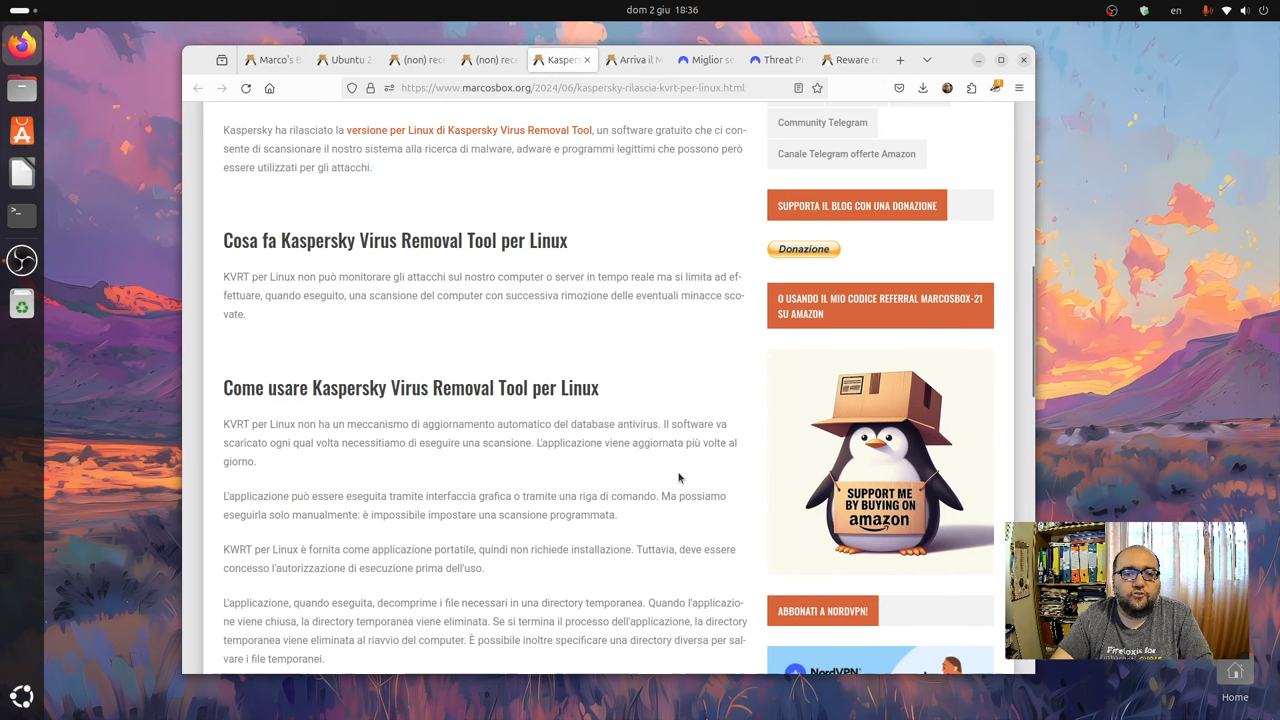 dom 2 giu 18:36
en
Marco's B
Ubuntu 2
(non) rece
(non) rece
Kaspers
Arriva il M
Miglior se
Threat Pr
Reware re
https://www.marcosbox.org/2024/06/kaspersky-rilascia-kvrt-per-linux.html
Kaspersky ha rilasciato la versione per Linux di Kaspersky Virus Removal Tool, un software gratuito che ci con-
sente di scansionare il nostro sistema alla ricerca di malware, adware e programmi legittimi che possono però
essere utilizzati per gli attacchi.
Cosa fa Kaspersky Virus Removal Tool per Linux
KVRT per Linux non può monitorare gli attacchi sul nostro computer o server in tempo reale ma si limita ad ef-
fettuare, quando eseguito, una scansione del computer con successiva rimozione delle eventuali minacce sco-
vate.
Come usare Kaspersky Virus Removal Tool per Linux
KVRT per Linux non ha un meccanismo di aggiornamento automatico del database antivirus. Il software va
scaricato ogni qual volta necessitiamo di eseguire una scansione. L'applicazione viene aggiornata più volte al
giorno.
L'applicazione può essere eseguita tramite interfaccia grafica o tramite una riga di comando. Ma possiamo
eseguirla solo manualmente: è impossibile impostare una scansione programmata.
KWRT per Linux è fornita come applicazione portatile, quindi non richiede installazione. Tuttavia, deve essere
concesso l'autorizzazione di esecuzione prima dell'uso.
L'applicazione, quando eseguita, decomprime i file necessari in una directory temporanea. Quando l'applicazio-
ne viene chiusa, la directory temporanea viene eliminata. Se si termina il processo dell'applicazione, la directory
temporanea viene eliminata al riavvio del computer. È possibile inoltre specificare una directory diversa per sal-
vare i file temporanei.
Community Telegram
Canale Telegram offerte Amazon
SUPPORTA IL BLOG CON UNA DONAZIONE
Donazione
O USANDO IL MIO CODICE REFERRAL MARCOSBOX-21
SU AMAZON
SUPPORT ME
BY BUYING ON
amazon
ABBONATI A NORDVPN!
NordVPN
Firefox is for
Home